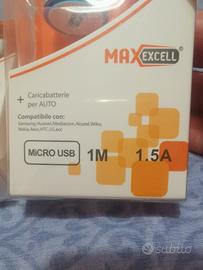 MAX EXCELL®
+ Caricabatterie
per AUTO
Compatibile con:
Samsung,Huawei,Mediacom,Alcatel,Wiko,
Nokia,Asus,HTC,LG,ecc
MICRO USB 1M 1.5A
subito